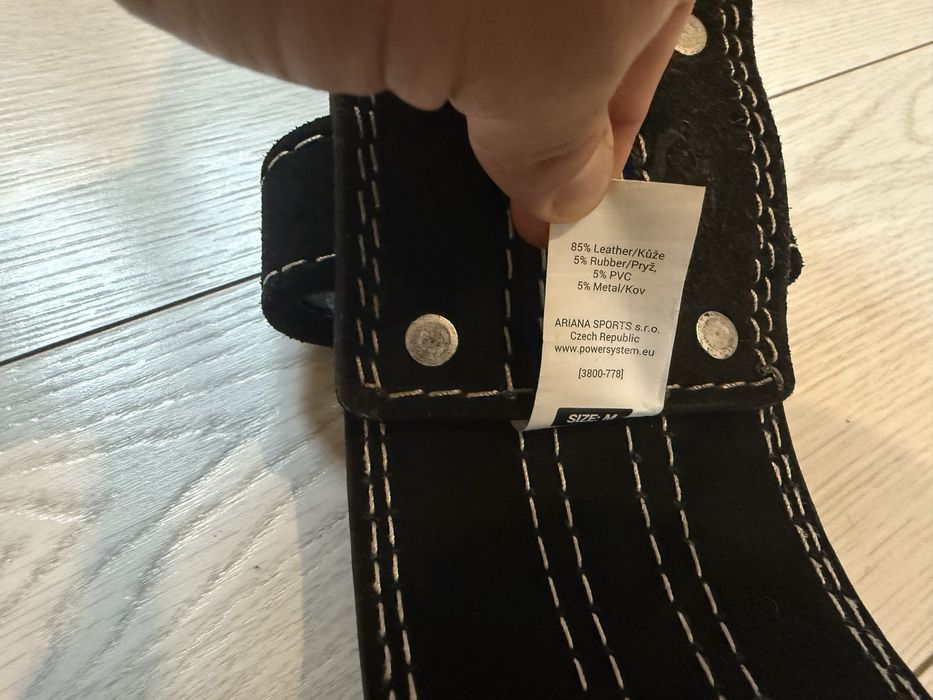 85% Leather/Kůže
5% Rubber/Pryž,
5% PVC
5% Metal/Kov
ARIANA SPORTS s.r.o.
Czech Republic
www.powersystem.eu
[3800-778]
SIZE: M